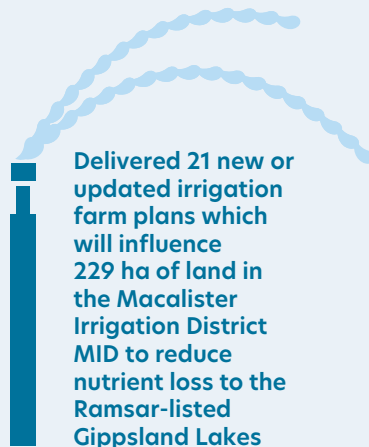 Delivered 21 new or
updated irrigation
farm plans which
will influence
229 ha of land in
the Macalister
Irrigation District
MID to reduce
nutrient loss to the
Ramsar-listed
Gippsland Lakes